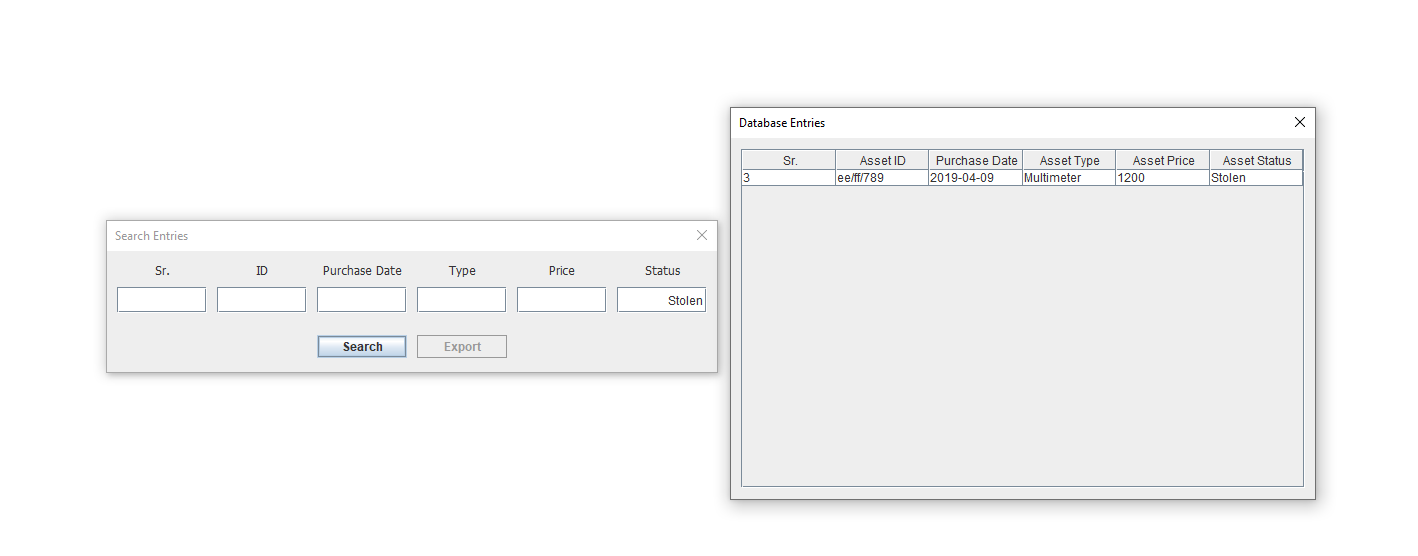 Search Entries
Sr. ID Purchase Date Type Price Status
Stolen
Search Export
Database Entries
Sr. Asset ID Purchase Date Asset Type Asset Price Asset Status
3 ee/ff/789 2019-04-09 Multimeter 1200 Stolen